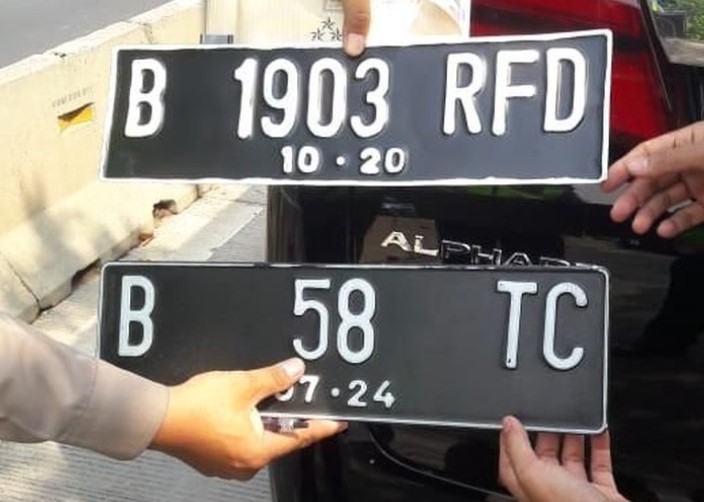 B 1903 RFD
10 · 20
ALPHARD
B 58 TC
07 · 24